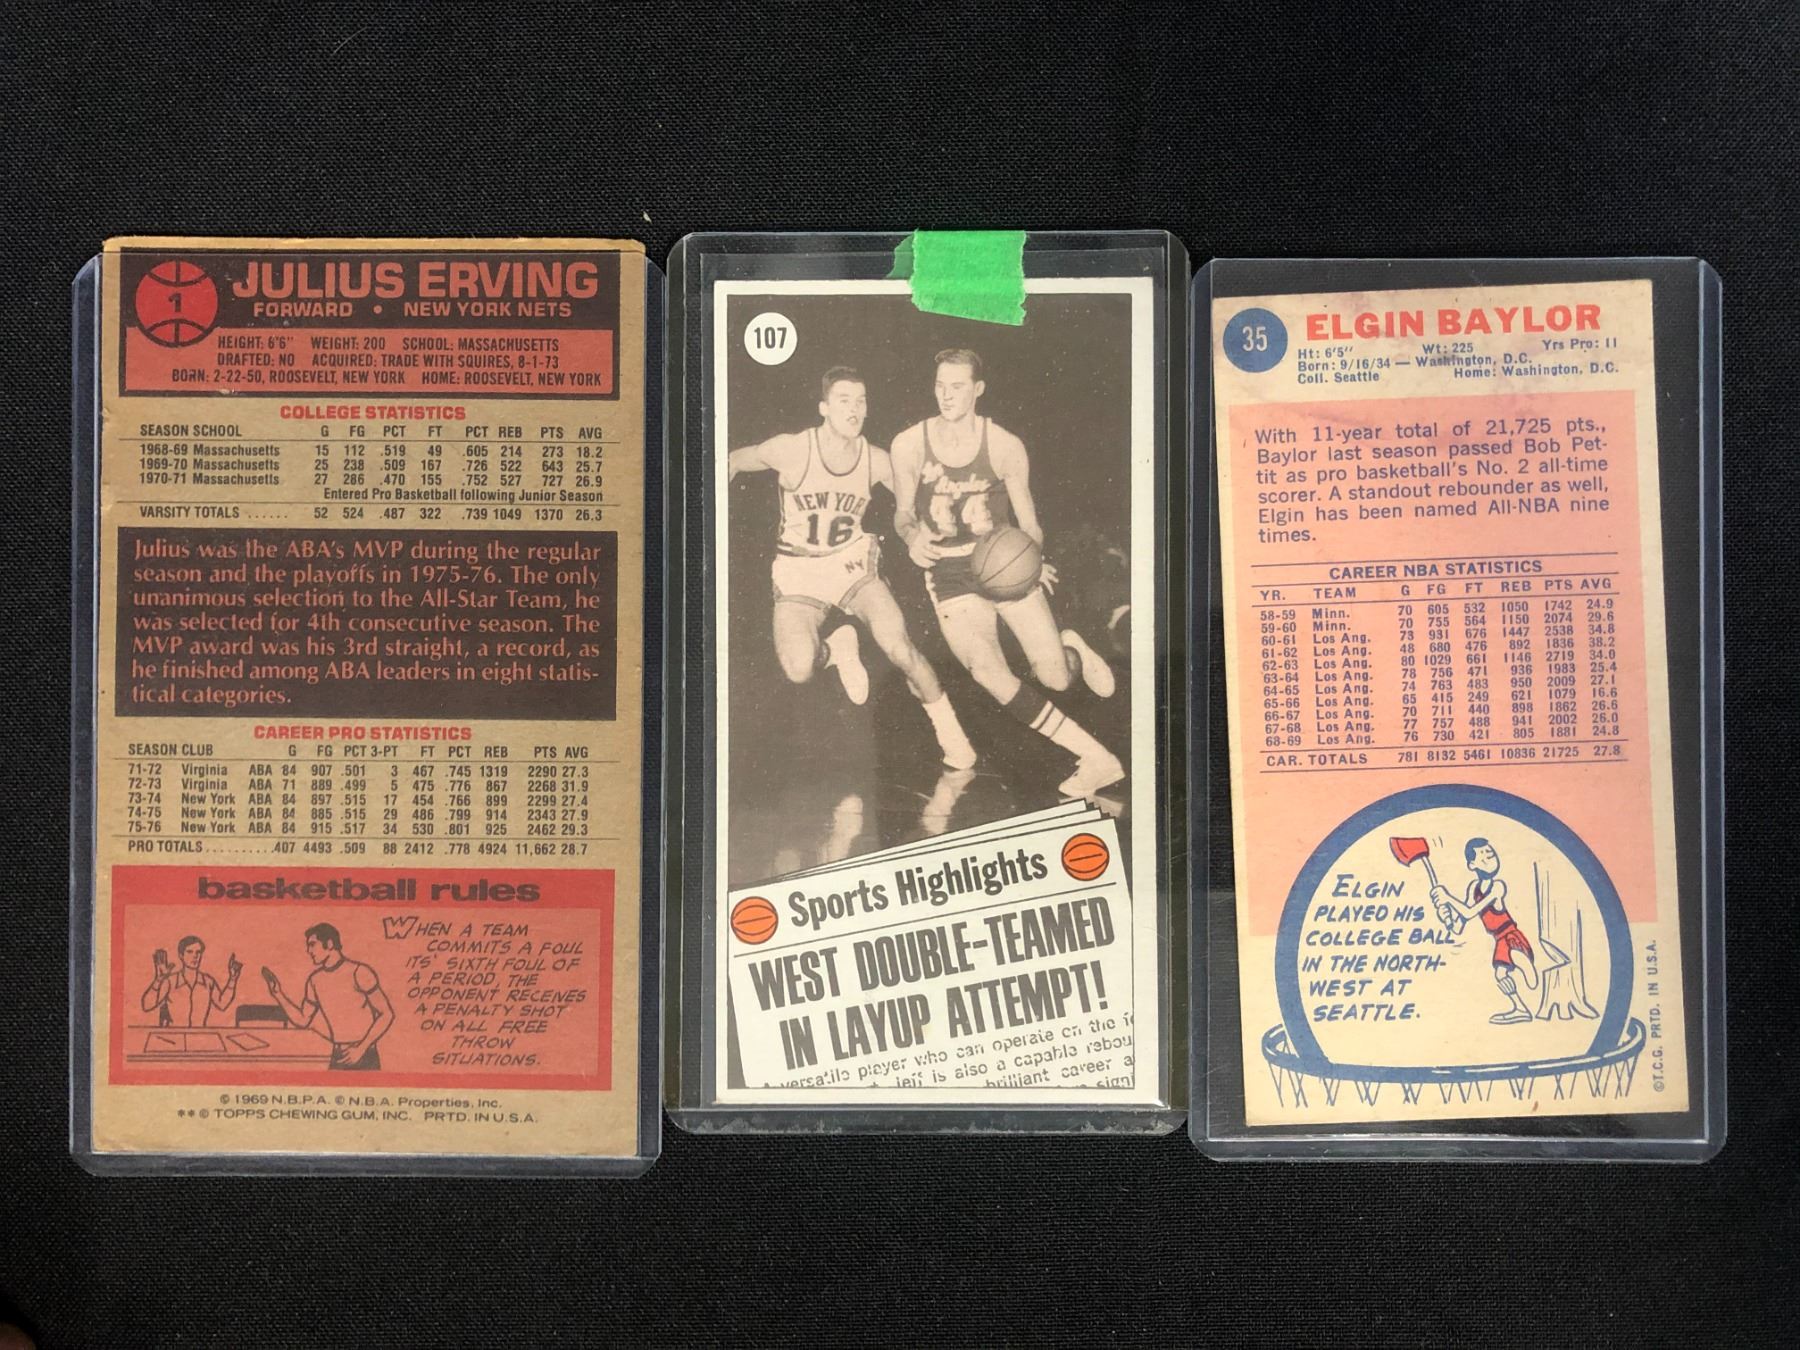 1
JULIUS ERVING
FORWARD • NEW YORK NETS
HEIGHT: 6'6" WEIGHT: 200 SCHOOL: MASSACHUSETTS
DRAFTED: NO ACQUIRED: TRADE WITH SQUIRES, 8-1-73
BORN: 2-22-50, ROOSEVELT, NEW YORK HOME: ROOSEVELT, NEW YORK
COLLEGE STATISTICS
SEASON SCHOOL G FG PCT FT PCT REB PTS AVG
1968-69 Massachusetts 15 112 .519 49 .605 214 273 18.2
1969-70 Massachusetts 25 238 .509 167 .726 522 643 25.7
1970-71 Massachusetts 27 286 .470 155 .752 527 727 26.9
Entered Pro Basketball following Junior Season
VARSITY TOTALS ...... 52 524 .487 322 .739 1049 1370 26.3
Julius was the ABA's MVP during the regular
season and the playoffs in 1975-76. The only
unanimous selection to the All-Star Team, he
was selected for 4th consecutive season. The
MVP award was his 3rd straight, a record, as
he finished among ABA leaders in eight statis-
tical categories.
CAREER PRO STATISTICS
SEASON CLUB G FG PCT 3-PT FT PCT REB PTS AVG
71-72 Virginia ABA 84 907 .501 3 467 .745 1319 2290 27.3
72-73 Virginia ABA 71 889 .499 5 475 .776 867 2268 31.9
73-74 New York ABA 84 897 .515 17 454 .766 899 2299 27.4
74-75 New York ABA 84 885 .515 29 486 .799 914 2343 27.9
75-76 New York ABA 84 915 .517 34 530 .801 925 2462 29.3
PRO TOTALS..........407 4493 .509 88 2412 .778 4924 11,662 28.7
basketball rules
WHEN A TEAM
COMMITS A FOUL
ITS' SIXTH FOUL OF
A PERIOD, THE
OPPONENT RECEIVES
A PENALTY SHOT
ON ALL FREE
THROW
SITUATIONS.
© 1969 N.B.P.A. © N.B.A. Properties, Inc.
** © TOPPS CHEWING GUM, INC. PRTD. IN U.S.A.
107
NEW YORK
16
NY
44
Sports Highlights
WEST DOUBLE-TEAMED
IN LAYUP ATTEMPT!
A versatile player who can operate on the
is also a capable rebou
brilliant career a
signi
35
ELGIN BAYLOR
Ht: 6'5" Wt: 225 Yrs Pro: 11
Born: 9/16/34 — Washington, D.C.
Coll. Seattle Home: Washington, D.C.
With 11-year total of 21,725 pts.,
Baylor last season passed Bob Pet-
tit as pro basketball's No. 2 all-time
scorer. A standout rebounder as well,
Elgin has been named All-NBA nine
times.
CAREER NBA STATISTICS
YR. TEAM G FG FT REB PTS AVG
58-59 Minn. 70 605 532 1050 1742 24.9
59-60 Minn. 70 755 564 1150 2074 29.6
60-61 Los Ang. 73 931 676 1447 2538 34.8
61-62 Los Ang. 48 680 476 892 1836 38.2
62-63 Los Ang. 80 1029 661 1146 2719 34.0
63-64 Los Ang. 78 756 471 936 1983 25.4
64-65 Los Ang. 74 763 483 950 2009 27.1
65-66 Los Ang. 65 415 249 621 1079 16.6
66-67 Los Ang. 70 711 440 898 1862 26.6
67-68 Los Ang. 77 757 488 941 2002 26.0
68-69 Los Ang. 76 730 421 805 1881 24.8
CAR. TOTALS 781 8132 5461 10836 21725 27.8
ELGIN
PLAYED HIS
COLLEGE BALL
IN THE NORTH-
WEST AT
SEATTLE.
©T.C.G. PRTD. IN U.S.A.